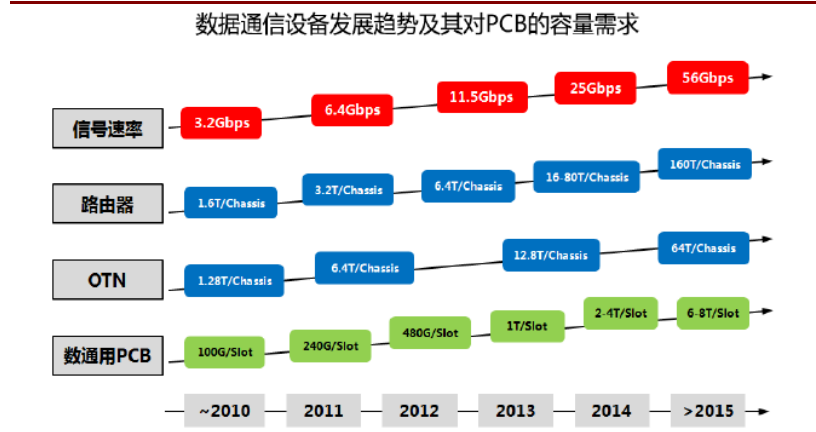 数据通信设备发展趋势及其对PCB的容量需求
信号速率
3.2Gbps
6.4Gbps
11.5Gbps
25Gbps
56Gbps
路由器
1.6T/Chassis
3.2T/Chassis
6.4T/Chassis
16-80T/Chassis
160T/Chassis
OTN
1.28T/Chassis
6.4T/Chassis
12.8T/Chassis
64T/Chassis
数通用PCB
100G/Slot
240G/Slot
480G/Slot
1T/Slot
2-4T/Slot
6-8T/Slot
~2010
2011
2012
2013
2014
>2015